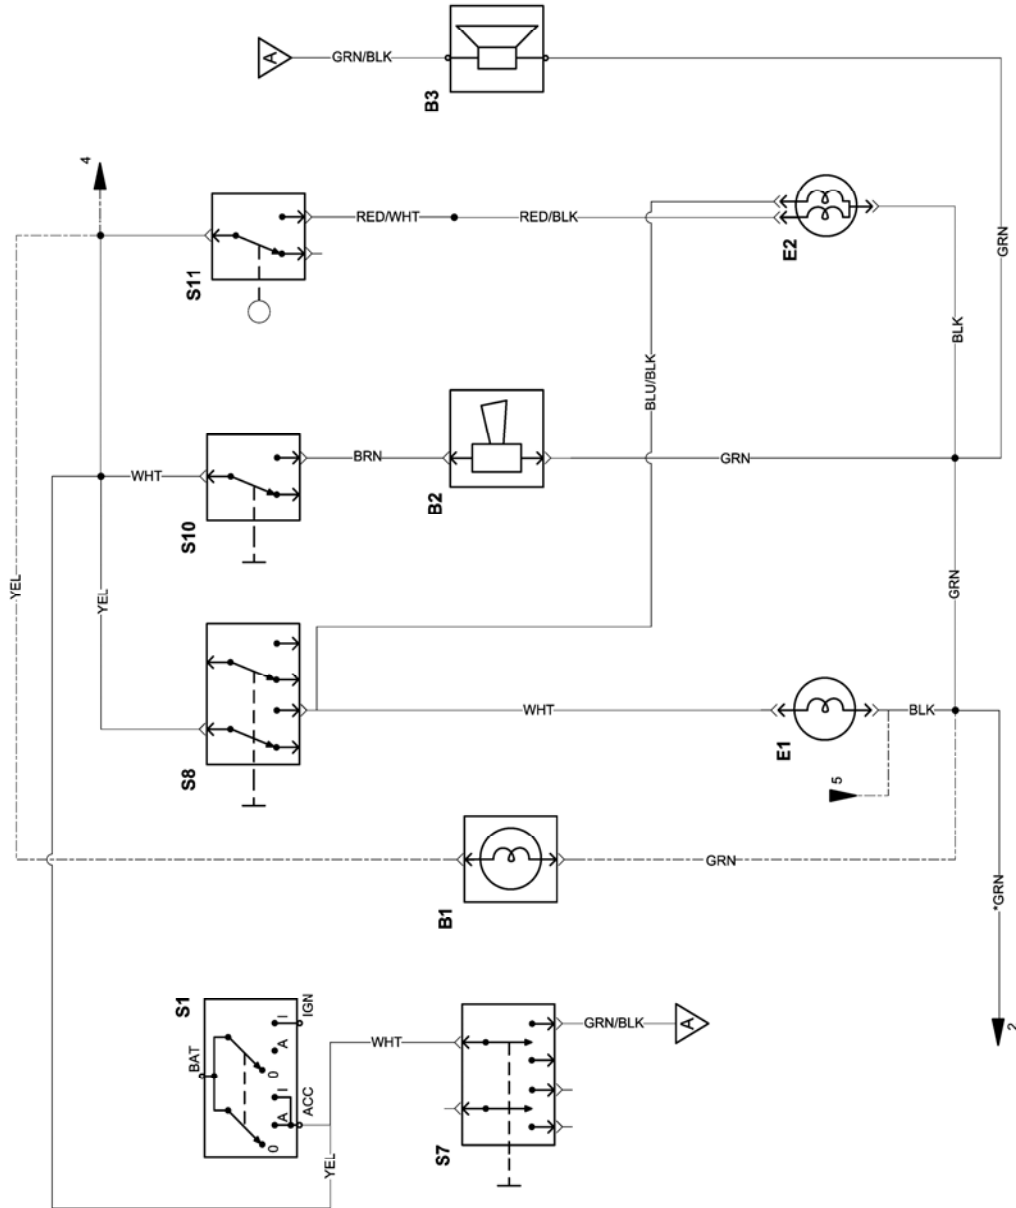 A
GRN/BLK
B3
4
RED/WHT
RED/BLK
S11
E2
GRN
BLK
BLU/BLK
WHT
BRN
GRN
S10
B2
YEL
YEL
GRN
WHT
BLK
S8
E1
5
GRN
B1
*GRN
S1
IGN
I
A
BAT
0
I
ACC
A
0
WHT
GRN/BLK
A
2
YEL
S7